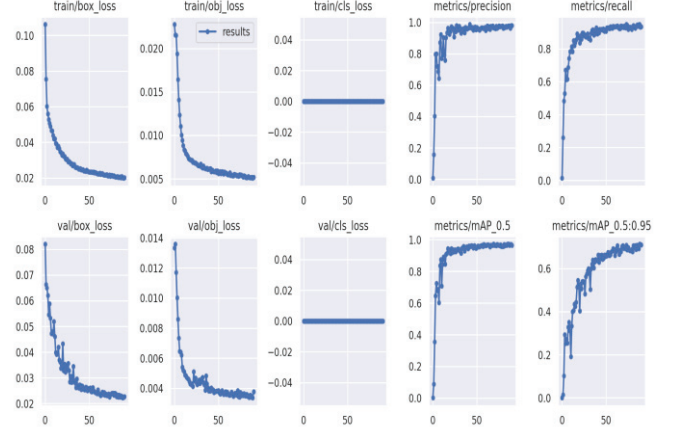 train/box_loss train/obj_loss train/cls_loss metrics/precision metrics/recall
results
0.10 0.08 0.06 0.04 0.02
0 50
0.020 0.015 0.010 0.005
0 50
0.04 0.02 0.00 −0.02 −0.04
0 50
1.0 0.8 0.6 0.4 0.2 0.0
0 50
0.8 0.6 0.4 0.2 0.0
0 50
val/box_loss val/obj_loss val/cls_loss metrics/mAP_0.5 metrics/mAP_0.5:0.95
0.08 0.07 0.06 0.05 0.04 0.03 0.02
0 50
0.014 0.012 0.010 0.008 0.006 0.004
0 50
0.04 0.02 0.00 −0.02 −0.04
0 50
1.0 0.8 0.6 0.4 0.2 0.0
0 50
0.6 0.4 0.2 0.0
0 50